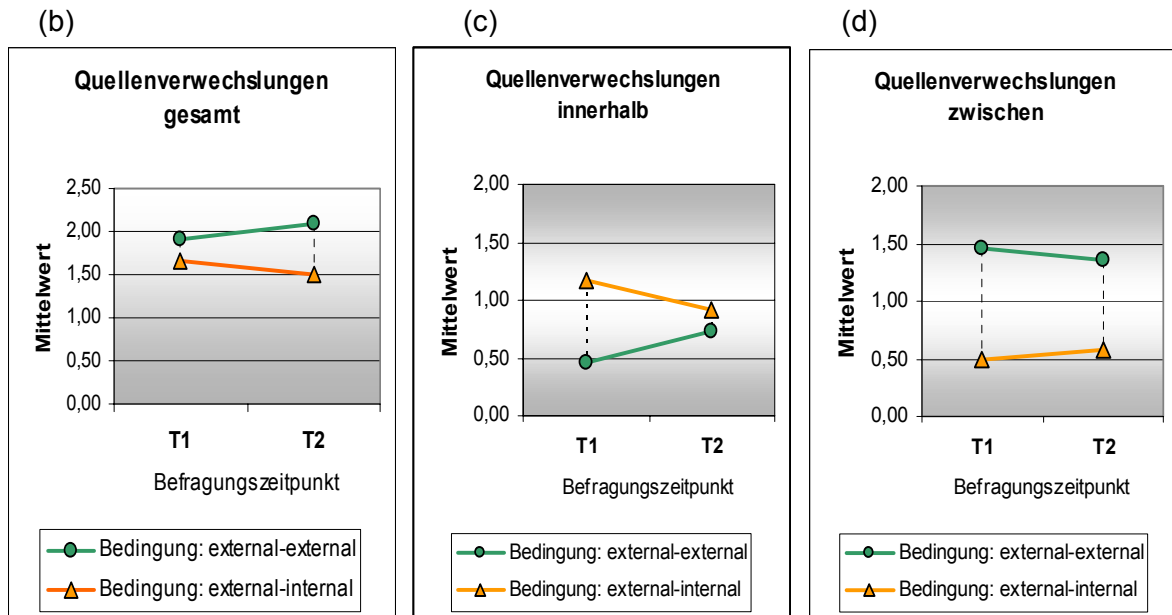 (b)
Quellenverwechslungen
gesamt
2,50
2,00
1,50
1,00
0,50
0,00
Mittelwert
T1 T2
Befragungszeitpunkt
Bedingung: external-external
Bedingung: external-internal
(c)
Quellenverwechslungen
innerhalb
2,00
1,50
1,00
0,50
0,00
Mittelwert
T1 T2
Befragungszeitpunkt
Bedingung: external-external
Bedingung: external-internal
(d)
Quellenverwechslungen
zwischen
2,00
1,50
1,00
0,50
0,00
Mittelwert
T1 T2
Befragungszeitpunkt
Bedingung: external-external
Bedingung: external-internal